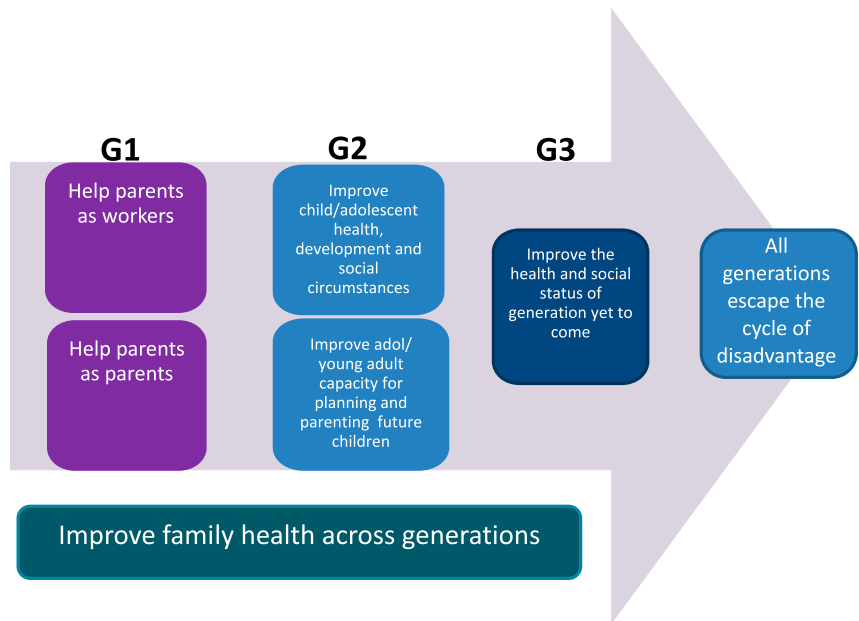 G1
Help parents
as workers
Help parents
as parents
G2
Improve
child/adolescent
health,
development and
social
circumstances
Improve adol/
young adult
capacity for
planning and
parenting  future
children
G3
Improve the
health and social
status of
generation yet to
come
All
generations
escape the
cycle of
disadvantage
Improve family health across generations